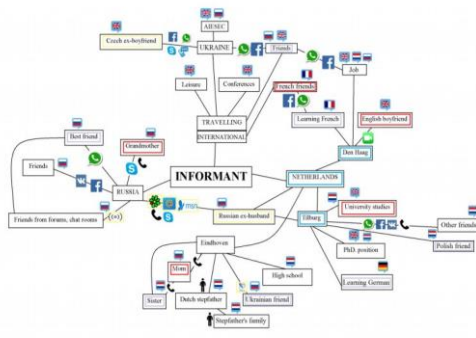 AIESEC
Czech ex-boyfriend
UKRAINE
Friends
Job
Leisure
Conferences
French friends
Learning French
English boyfriend
TRAVELLING
INTERNATIONAL
Best friend
Grandmother
Den Haag
INFORMANT
NETHERLANDS
Friends
RUSSIA
University studies
msn
Russian ex-husband
Tilburg
Friends from forums, chat rooms
Other friends
Eindhoven
PhD. position
Polish friend
Mom
High school
Learning German
Sister
Dutch stepfather
Ukrainian friend
Stepfather's family